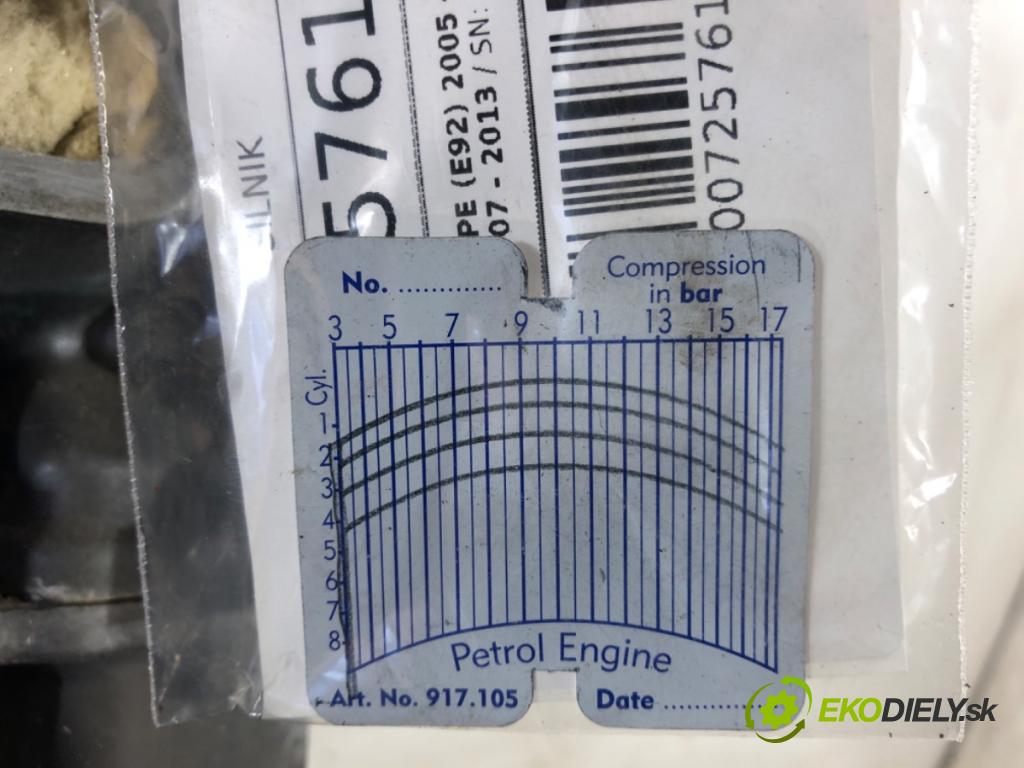 5761
PE (E92) 2005
07 - 2013 / SN:
00725761
No. ..............
Compression
in bar
3 5 7 9 11 13 15 17
Cyl.
1
2
3
4
5
6
7
8
Petrol Engine
Art. No. 917.105
Date ..............
EKODIELY.sk